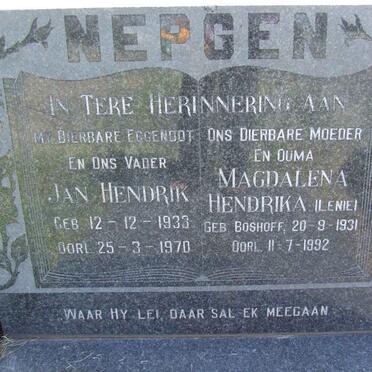 NEPGEN
IN TERE HERINNERING AAN
MY DIERBARE EGGENOOT
EN ONS VADER
JAN HENDRIK
GEB. 12-12-1933
OORL. 25-3-1970
ONS DIERBARE MOEDER
EN OUMA
MAGDALENA
HENDRIKA (LENIE)
GEB BOSHOFF, 20-9-1931
OORL. 11-7-1992
„WAAR HY LEI, DAAR SAL EK MEEGAAN"